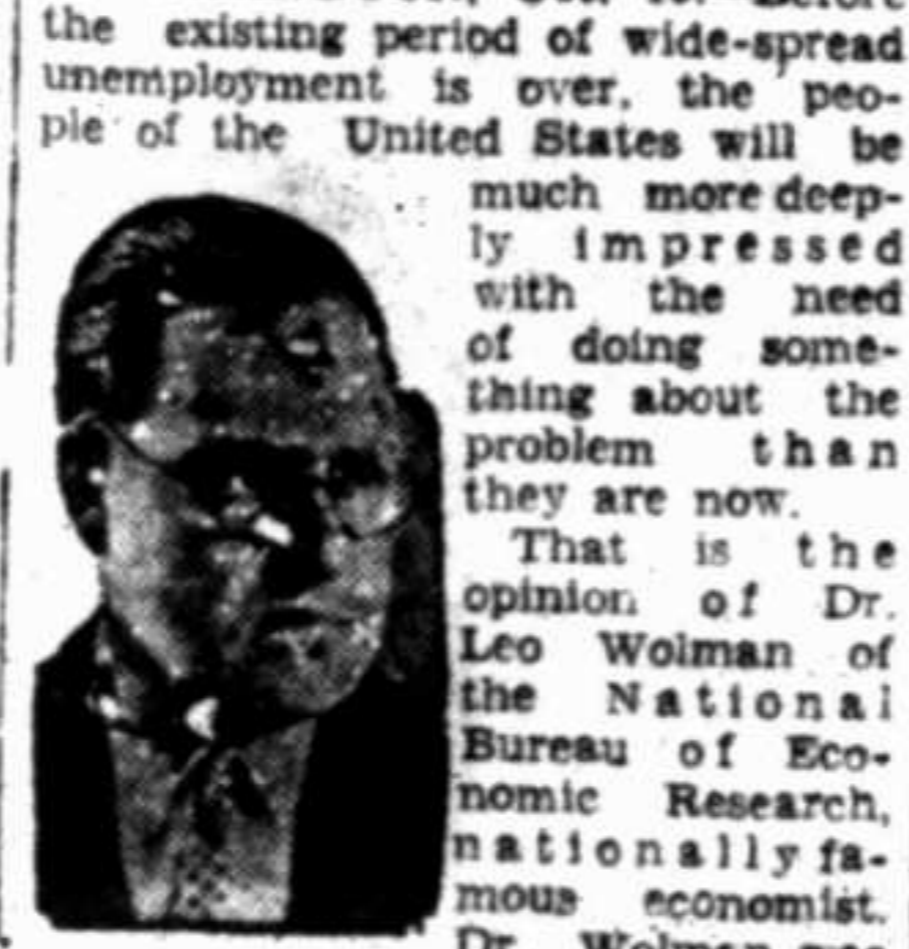 the existing period of wide-spread
unemployment is over, the peo-
ple of the United States will be
much more deep-
ly impressed
with the need
of doing some-
thing about the
problem than
they are now.
That is the
opinion of Dr.
Leo Wolman of
the National
Bureau of Eco-
nomic Research,
nationally fa-
mous economist.
Dr. Wolman